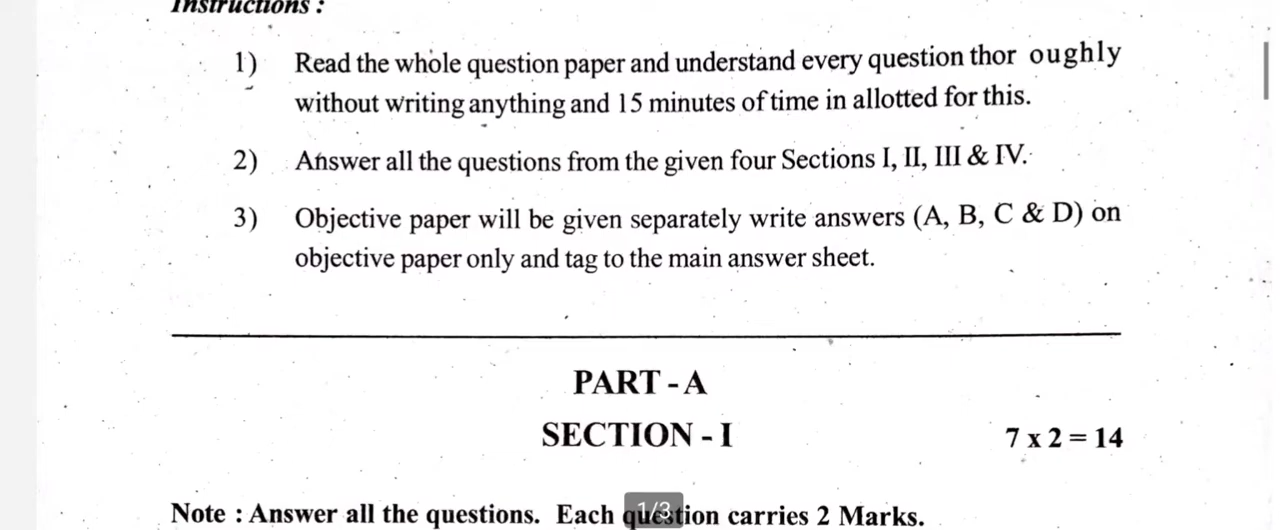 Instructions :
1) Read the whole question paper and understand every question thor oughly
without writing anything and 15 minutes of time in allotted for this.
2) Answer all the questions from the given four Sections I, II, III & IV.
3) Objective paper will be given separately write answers (A, B, C & D) on
objective paper only and tag to the main answer sheet.
PART - A
SECTION - I
7 x 2 = 14
Note : Answer all the questions. Each question carries 2 Marks.
1/3